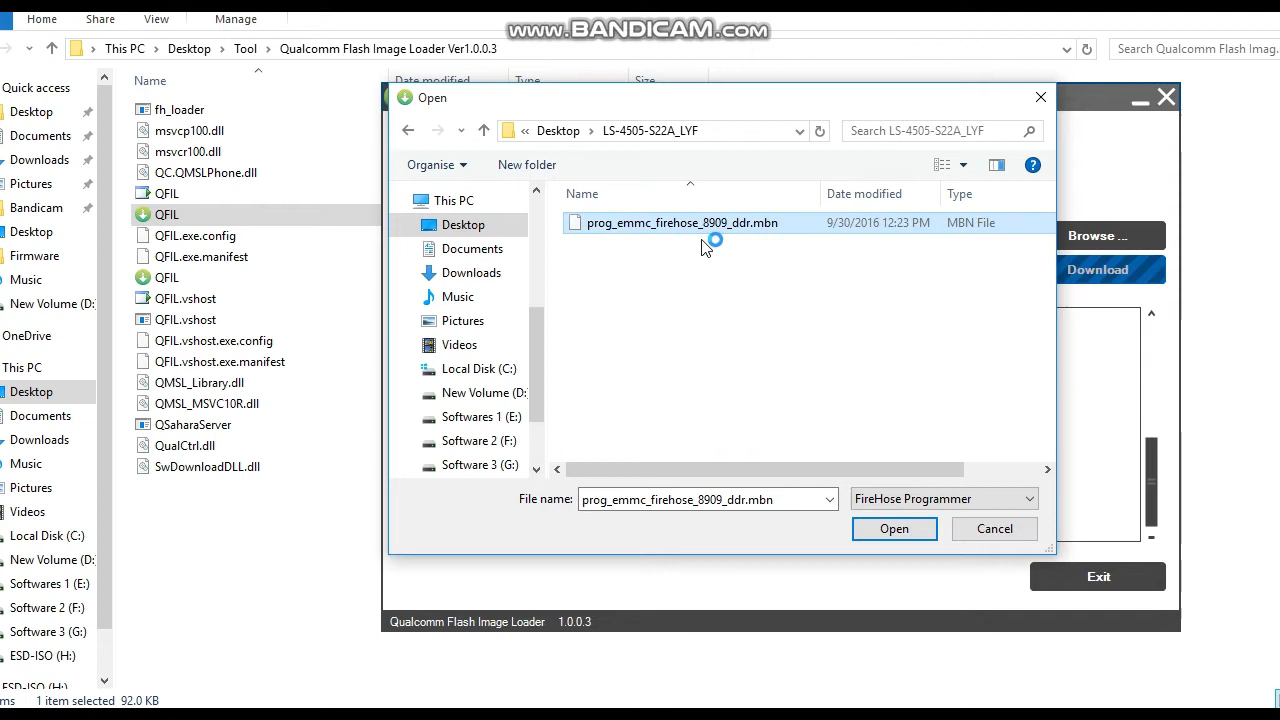 Home Share View Manage
www.BANDICAM.com
This PC Desktop Tool Qualcomm Flash Image Loader Ver1.0.0.3
Search Qualcomm Flash Imag...
Name Date modified Type Size
Quick access
Desktop
Documents
Downloads
Pictures
Bandicam
Desktop
Firmware
Music
New Volume (D:
OneDrive
This PC
Desktop
Documents
Downloads
Music
Pictures
Videos
Local Disk (C:)
New Volume (D:)
Softwares 1 (E:)
Software 2 (F:)
Software 3 (G:)
ESD-ISO (H:)
ESD-ISO (H:)
fh_loader
msvcp100.dll
msvcr100.dll
QC.QMSLPhone.dll
QFIL
QFIL
QFIL.exe.config
QFIL.exe.manifest
QFIL
QFIL.vshost
QFIL.vshost
QFIL.vshost.exe.config
QFIL.vshost.exe.manifest
QMSL_Library.dll
QMSL_MSVC10R.dll
QSaharaServer
QualCtrl.dll
SwDownloadDLL.dll
Open
« Desktop LS-4505-S22A_LYF
Search LS-4505-S22A_LYF
Organise New folder
This PC
Desktop
Documents
Downloads
Music
Pictures
Videos
Local Disk (C:)
New Volume (D:
Softwares 1 (E:)
Software 2 (F:)
Software 3 (G:)
Name Date modified Type
prog_emmc_firehose_8909_ddr.mbn 9/30/2016 12:23 PM MBN File
File name: prog_emmc_firehose_8909_ddr.mbn FireHose Programmer
Open Cancel
Browse ...
Download
Exit
Qualcomm Flash Image Loader 1.0.0.3
ms 1 item selected 92.0 KB